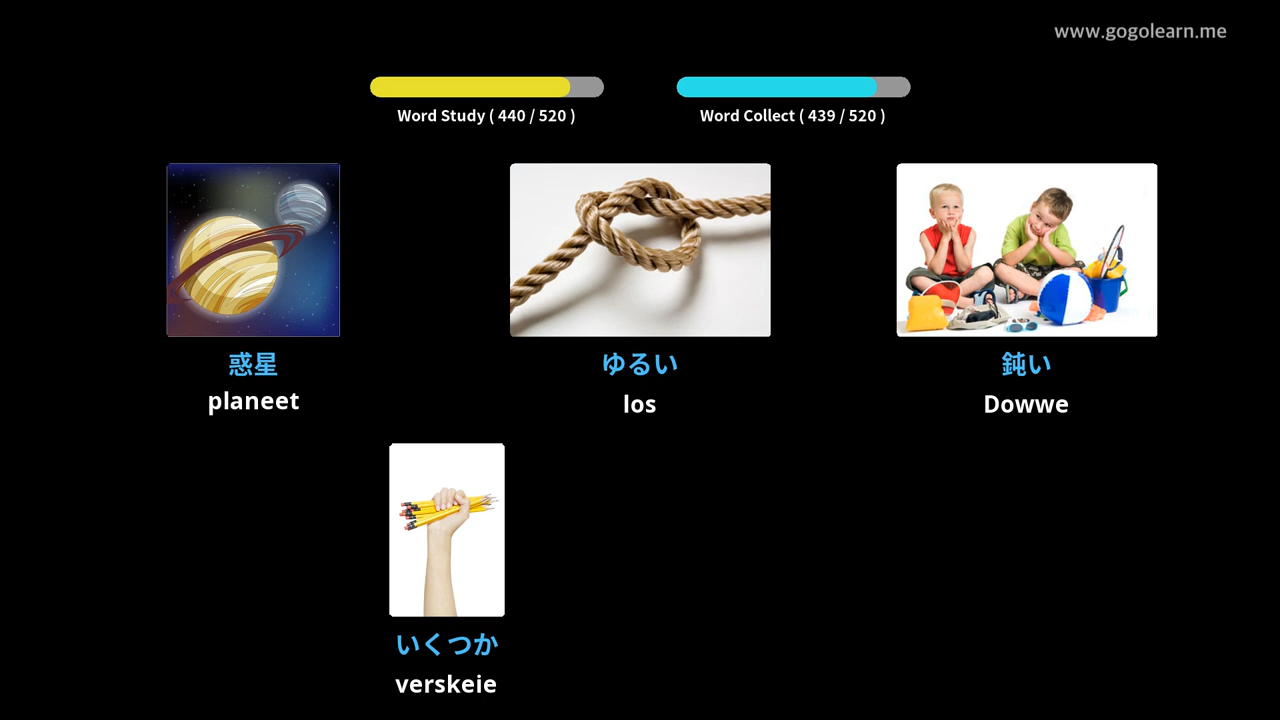 www.gogolearn.me
Word Study ( 440 / 520 )
Word Collect ( 439 / 520 )
惑星
planeet
ゆるい
los
鈍い
Dowwe
いくつか
verskeie